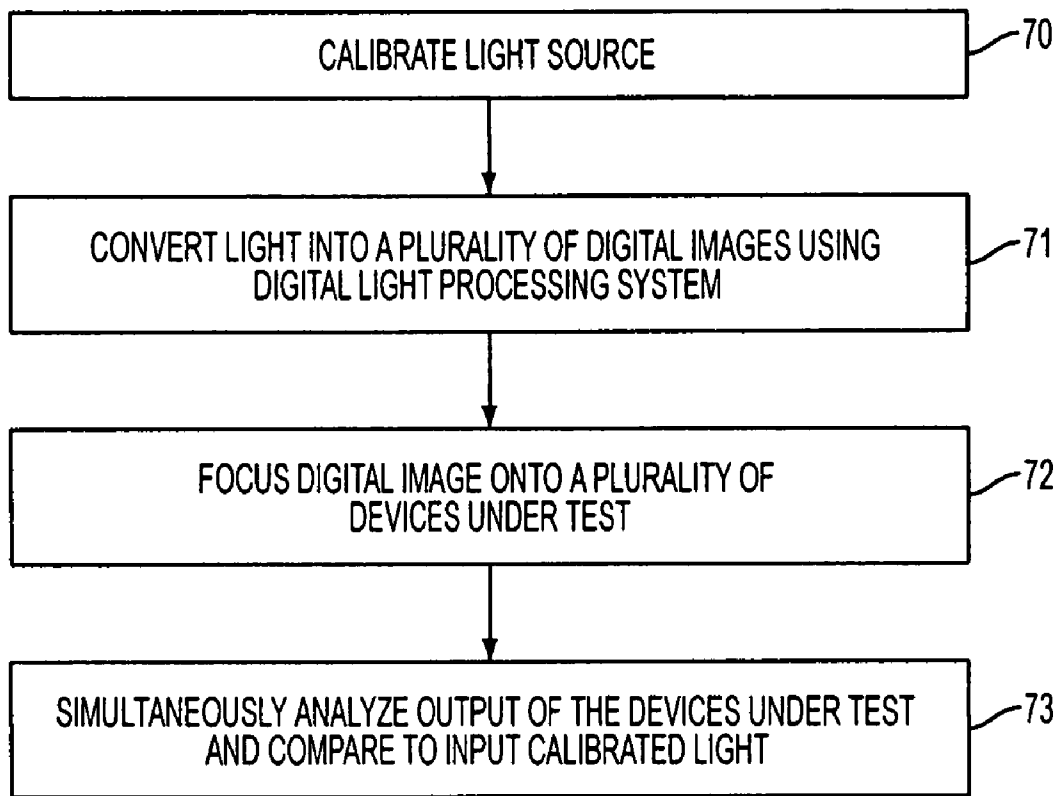 CALIBRATE LIGHT SOURCE
70
CONVERT LIGHT INTO A PLURALITY OF DIGITAL IMAGES USING
DIGITAL LIGHT PROCESSING SYSTEM
71
FOCUS DIGITAL IMAGE ONTO A PLURALITY OF
DEVICES UNDER TEST
72
SIMULTANEOUSLY ANALYZE OUTPUT OF THE DEVICES UNDER TEST
AND COMPARE TO INPUT CALIBRATED LIGHT
73